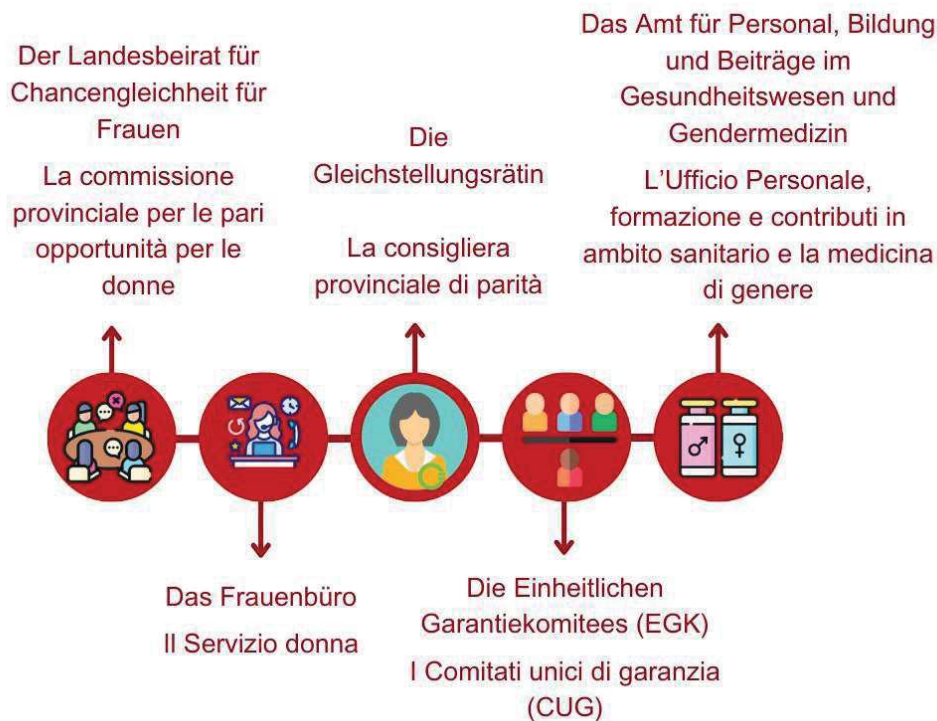 Der Landesbeirat für
Chancengleichheit für
Frauen
La commissione
provinciale per le pari
opportunità per le
donne
Die
Gleichstellungsrätin
La consigliera
provinciale di parità
Das Amt für Personal, Bildung
und Beiträge im
Gesundheitswesen und
Gendermedizin
L'Ufficio Personale,
formazione e contributi in
ambito sanitario e la medicina
di genere
Das Frauenbüro
Il Servizio donna
Die Einheitlichen
Garantiekomitees (EGK)
I Comitati unici di garanzia
(CUG)